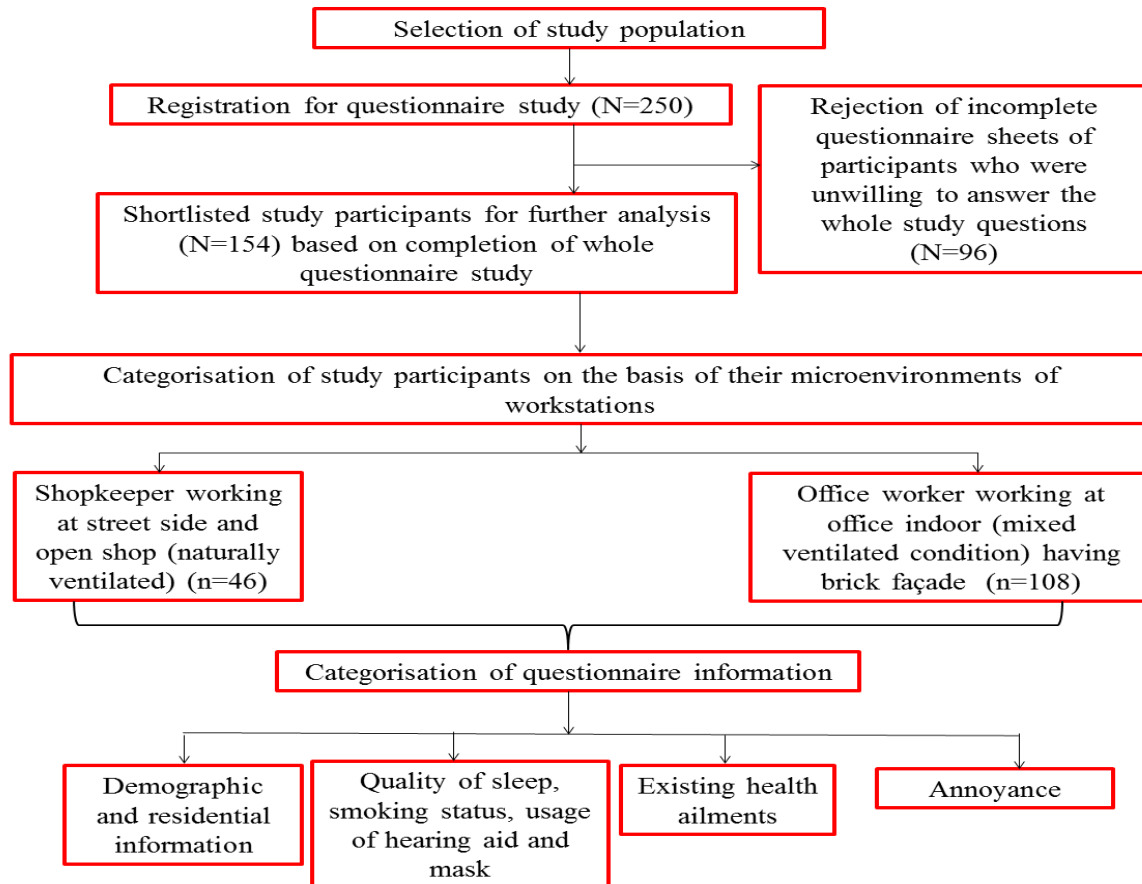 Selection of study population
Registration for questionnaire study (N=250)
Rejection of incomplete
questionnaire sheets of
participants who were
unwilling to answer the
whole study questions
(N=96)
Shortlisted study participants for further analysis
(N=154) based on completion of whole
questionnaire study
Categorisation of study participants on the basis of their microenvironments of
workstations
Shopkeeper working
at street side and
open shop (naturally
ventilated) (n=46)
Office worker working at
office indoor (mixed
ventilated condition) having
brick façade (n=108)
Categorisation of questionnaire information
Demographic
and residential
information
Quality of sleep,
smoking status, usage
of hearing aid and
mask
Existing health
ailments
Annoyance